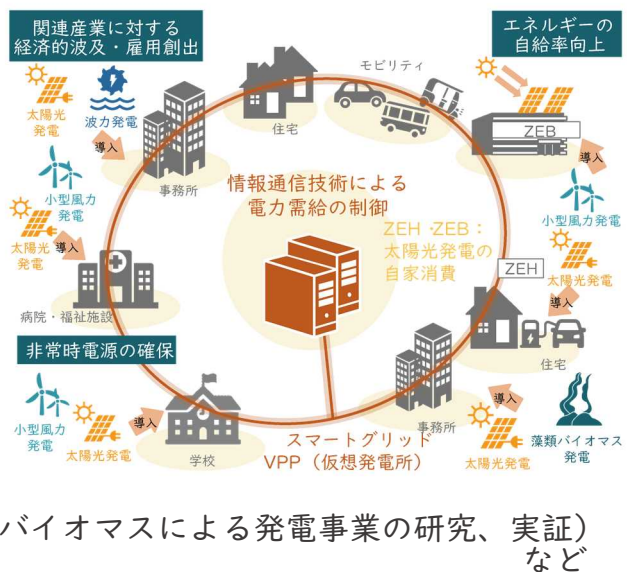 関連産業に対する
経済的波及・雇用創出
エネルギーの
自給率向上
モビリティ
太陽光
発電
波力発電
導入
住宅
ZEB
導入
事務所
情報通信技術による
電力需給の制御
小型風力
発電
小型風力発電
太陽光
発電
導入
ZEH・ZEB：
太陽光発電の
自家消費
ZEH
太陽光発電
導入
病院・福祉施設
非常時電源の確保
住宅
小型風力
発電
太陽光発電
導入
学校
事務所
導入
太陽光発電
藻類バイオマス
発電
スマートグリッド
VPP（仮想発電所）
バイオマスによる発電事業の研究、実証）
など